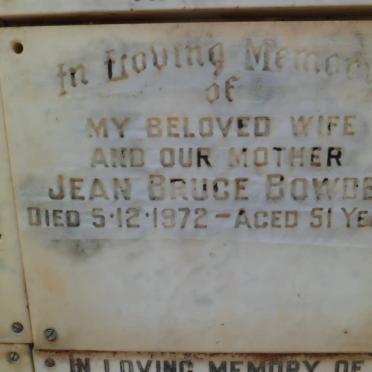 In Loving Memory
of
MY BELOVED WIFE
AND OUR MOTHER
JEAN BRUCE BOWDE
DIED 5·12·1972 - AGED 51 YEA
IN LOVING MEMORY OF